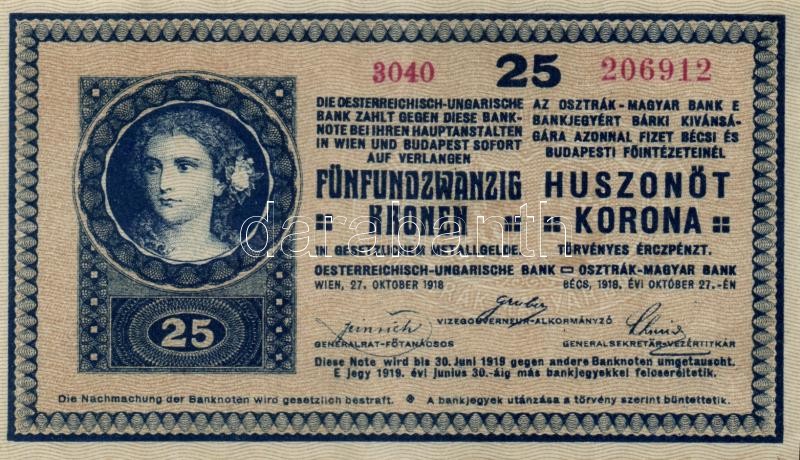 3040 25 206912
DIE OESTERREICHISCH-UNGARISCHE
BANK ZAHLT GEGEN DIESE BANK-
NOTE BEI IHREN HAUPTANSTALTEN
IN WIEN UND BUDAPEST SOFORT
AUF VERLANGEN
FÜNFUNDZWANZIG
KRONEN
IN GESETZLICHEM METALLGELDE.
AZ OSZTRÁK-MAGYAR BANK E
BANKJEGYÉRT BÁRKI KIVÁNSÁ-
GÁRA AZONNAL FIZET BÉCSI ÉS
BUDAPESTI FŐINTÉZETEINÉL
HUSZONÖT
KORONA
TÖRVÉNYES ÉRCZPÉNZT.
darabanth
OESTERREICHISCH-UNGARISCHE BANK OSZTRÁK-MAGYAR BANK
WIEN, 27. OKTOBER 1918 BÉCS, 1918. ÉVI OKTÓBER 27.-ÉN
25
VIZEGOUVERNEUR-ALKORMÁNYZÓ
GENERALRAT-FŐTANÁCSOS GENERALSEKRETÄR-VEZÉRTITKÁR
Diese Note wird bis 30. Juni 1919 gegen andere Banknoten umgetauscht.
E jegy 1919. évi junius 30.-áig más bankjegyekkel felcseréltetik.
Die Nachmachung der Banknoten wird gesetzlich bestraft. A bankjegyek utánzása a törvény szerint büntettetik.